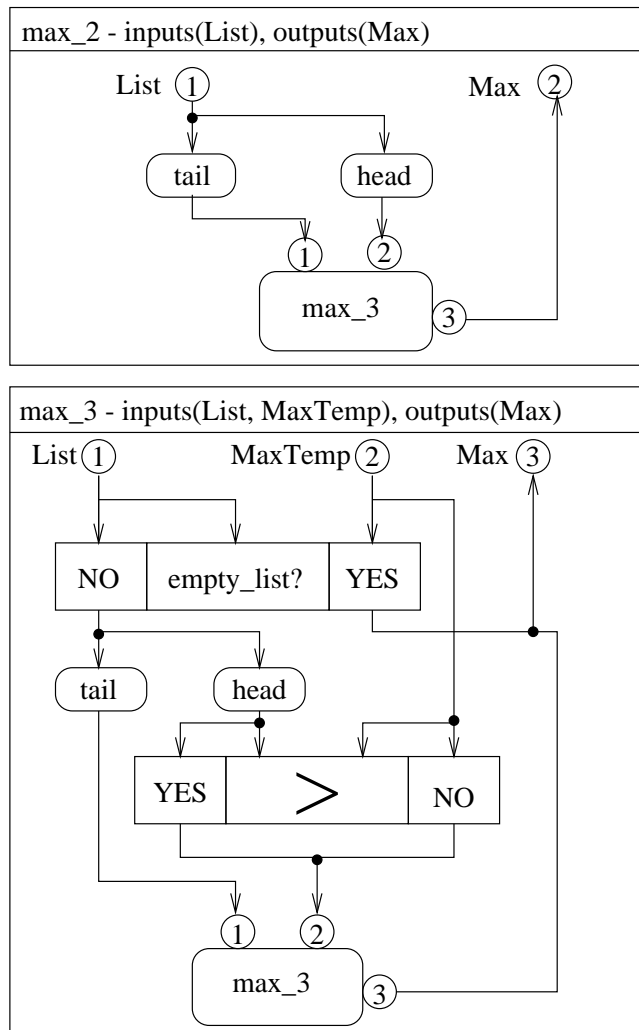 max_2 - inputs(List), outputs(Max)
List 1 Max 2
tail head
1 2
max_3 3
max_3 - inputs(List, MaxTemp), outputs(Max)
List 1 MaxTemp 2 Max 3
NO empty_list? YES
tail head
YES > NO
1 2
max_3 3